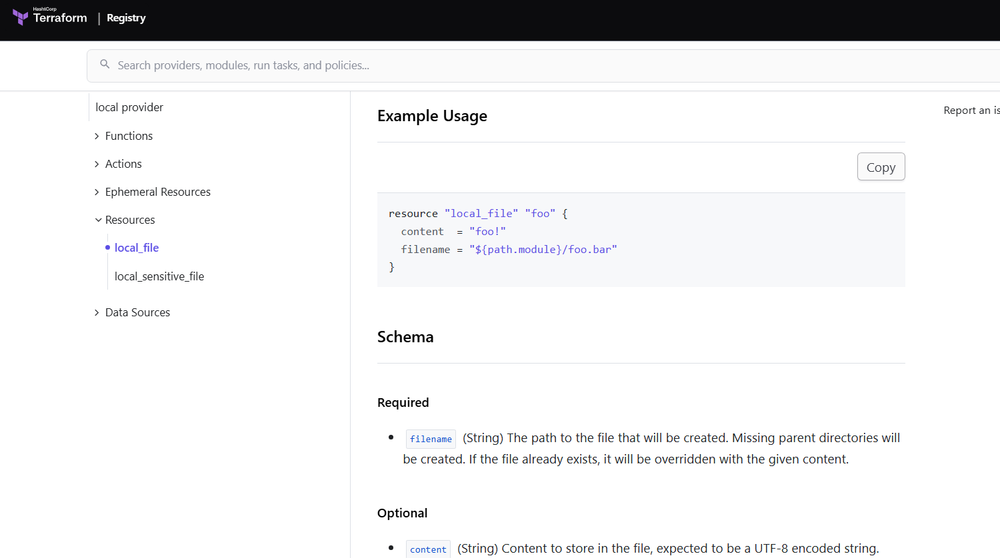 HashiCorp
Terraform | Registry
Search providers, modules, run tasks, and policies...
local provider
Functions
Actions
Ephemeral Resources
Resources
local_file
local_sensitive_file
Data Sources
Example Usage
Report an is
Copy
resource "local_file" "foo" {
  content  = "foo!"
  filename = "${path.module}/foo.bar"
}
Schema
Required
• filename (String) The path to the file that will be created. Missing parent directories will
be created. If the file already exists, it will be overridden with the given content.
Optional
• content (String) Content to store in the file, expected to be a UTF-8 encoded string.